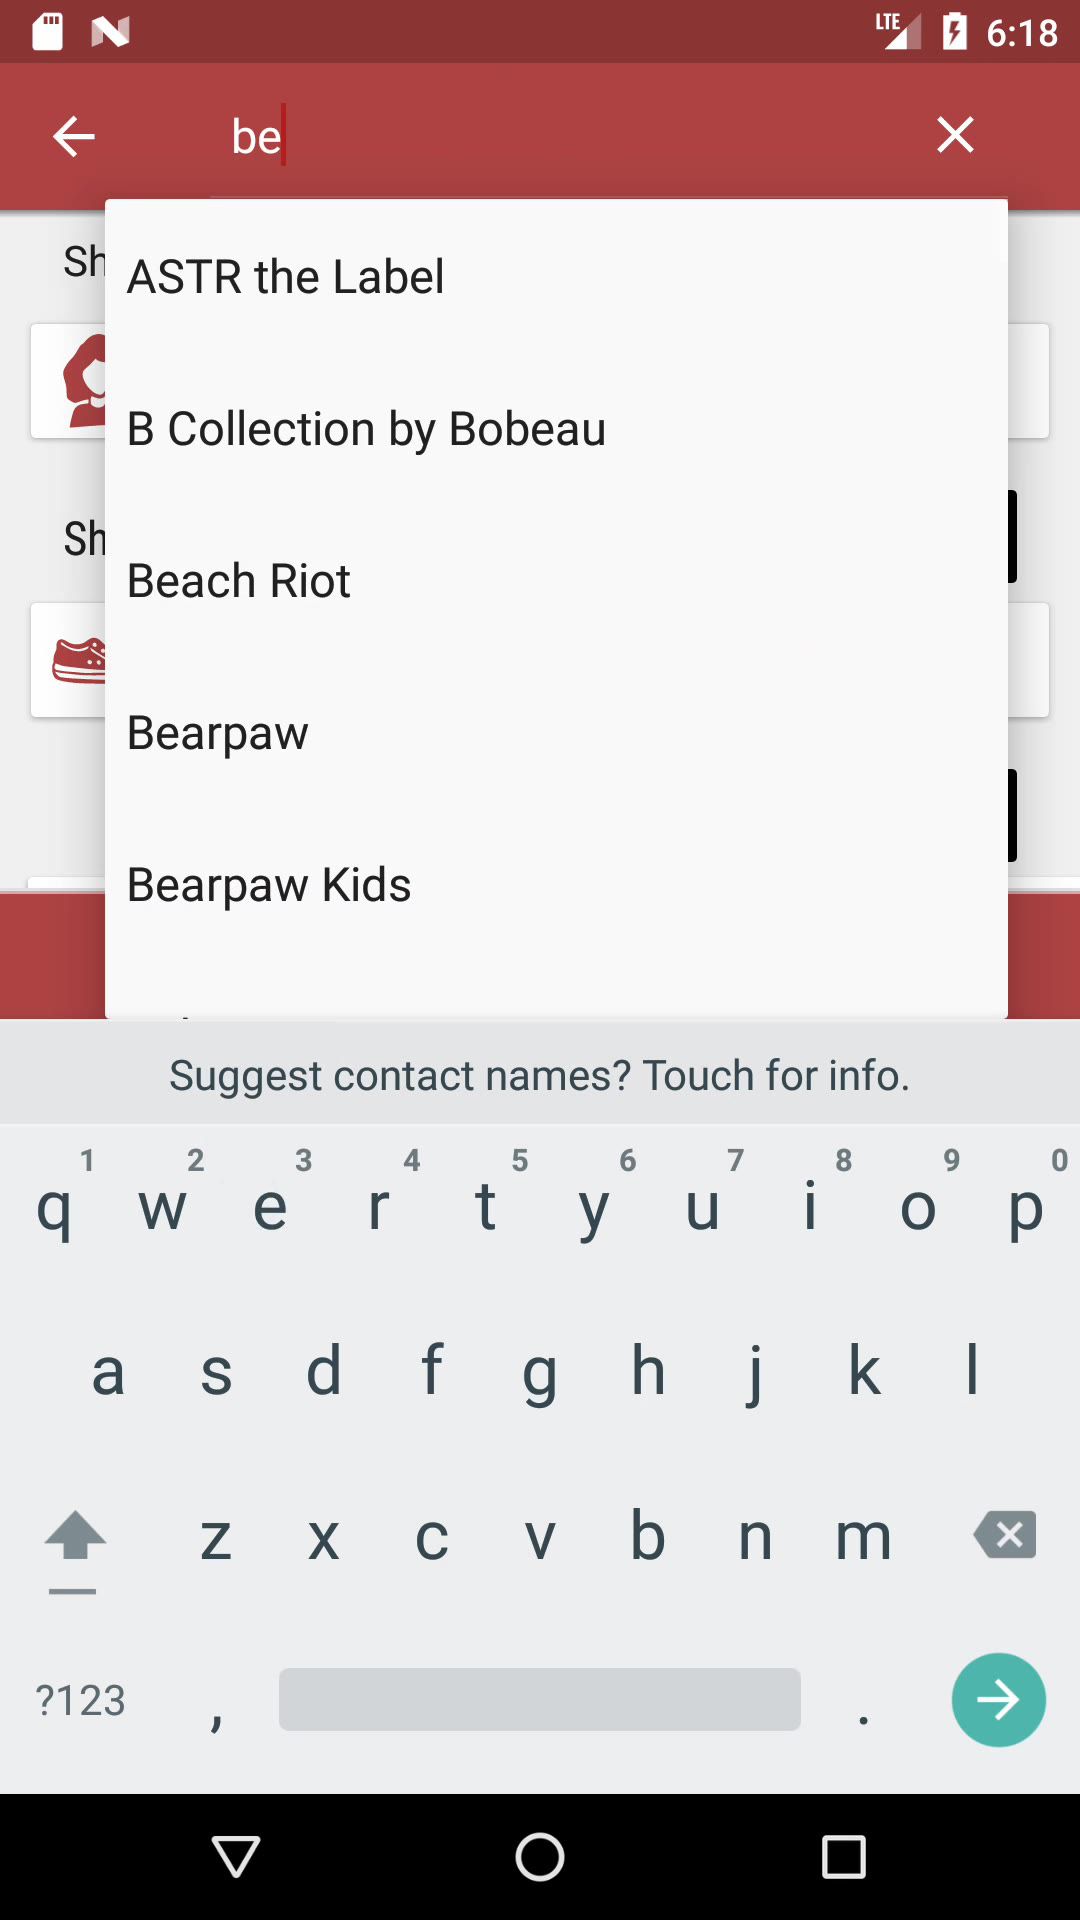 LTE 6:18
be
Sh
ASTR the Label
B Collection by Bobeau
Sh
Beach Riot
Bearpaw
Bearpaw Kids
Suggest contact names? Touch for info.
1 2 3 4 5 6 7 8 9 0
q w e r t y u i o p
a s d f g h j k l
z x c v b n m
?123 , .